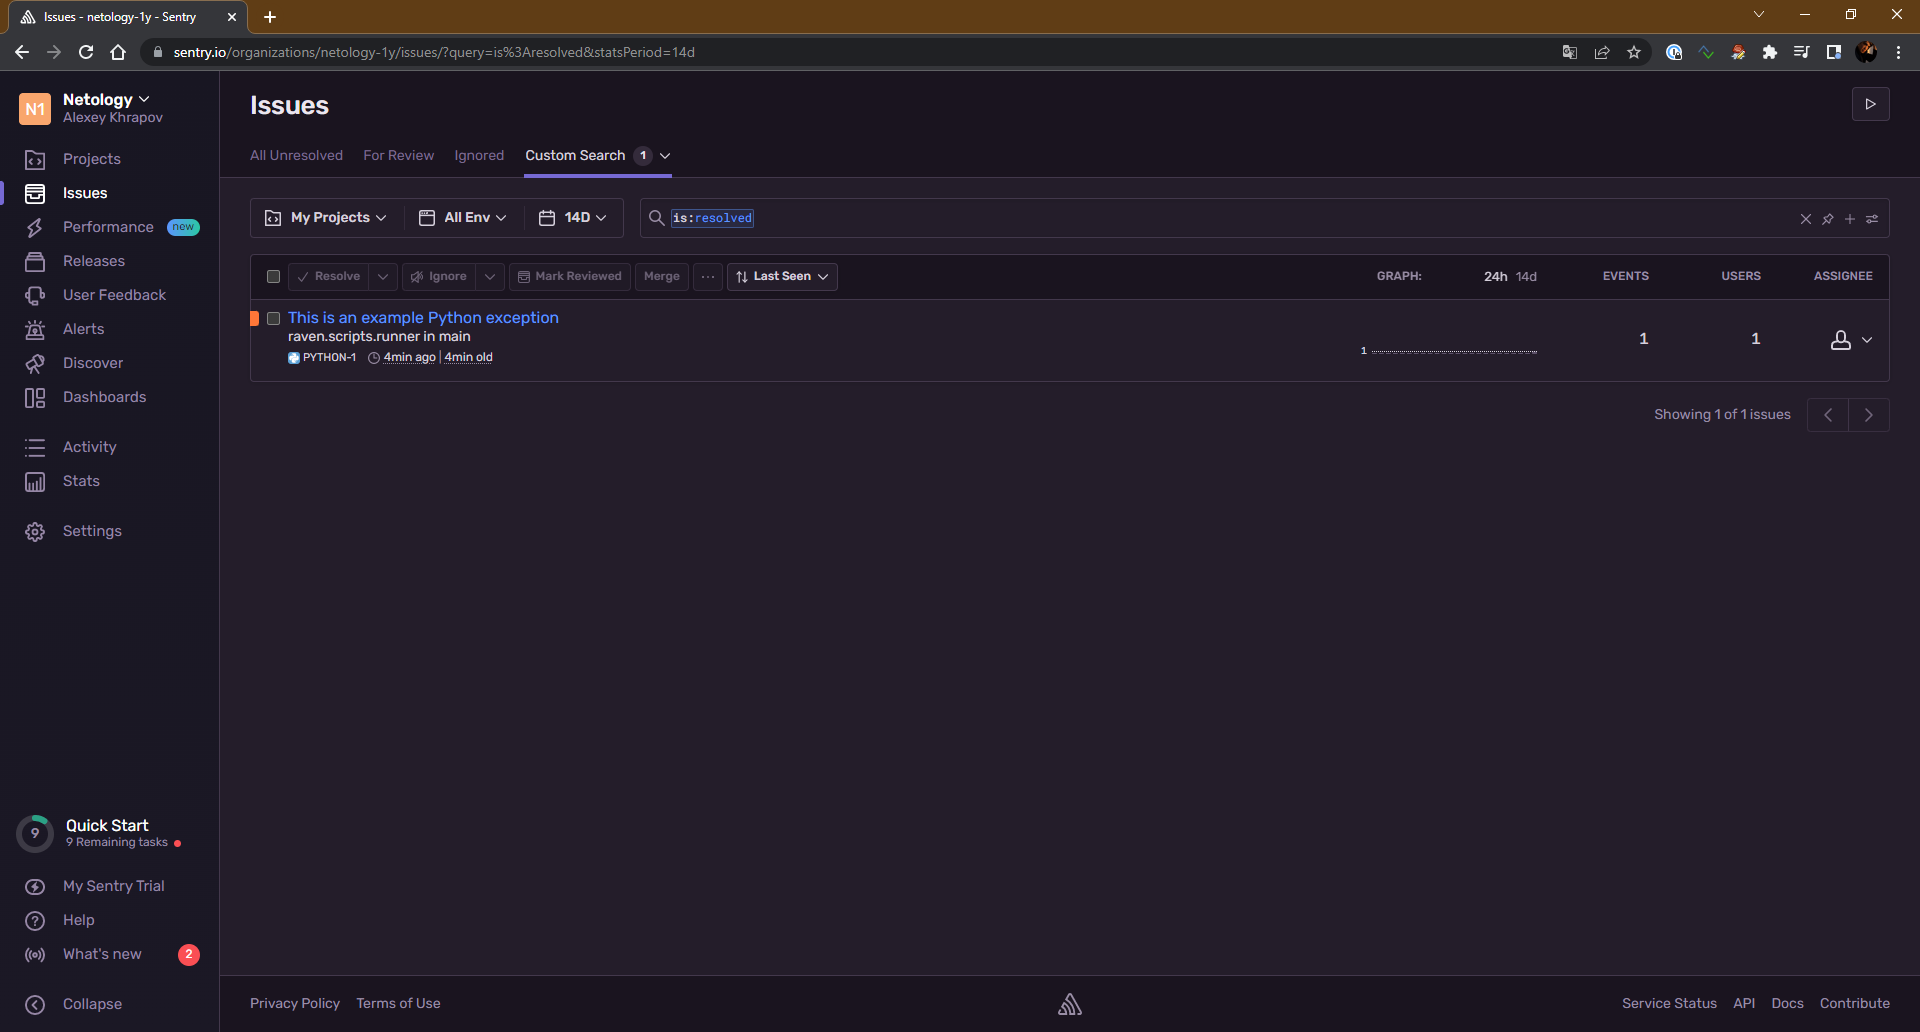 Issues - netology-1y - Sentry
sentry.io/organizations/netology-1y/issues/?query=is%3Aresolved&statsPeriod=14d
N1
Netology
Alexey Khrapov
Projects
Issues
Performance new
Releases
User Feedback
Alerts
Discover
Dashboards
Activity
Stats
Settings
9
Quick Start
9 Remaining tasks
My Sentry Trial
Help
What's new 2
Collapse
Issues
All Unresolved For Review Ignored Custom Search 1
My Projects All Env 14D is:resolved
Resolve Ignore Mark Reviewed Merge ... Last Seen GRAPH: 24h 14d EVENTS USERS ASSIGNEE
This is an example Python exception
raven.scripts.runner in main
PYTHON-1 4min ago | 4min old
1 1 1
Showing 1 of 1 issues
Privacy Policy Terms of Use Service Status API Docs Contribute